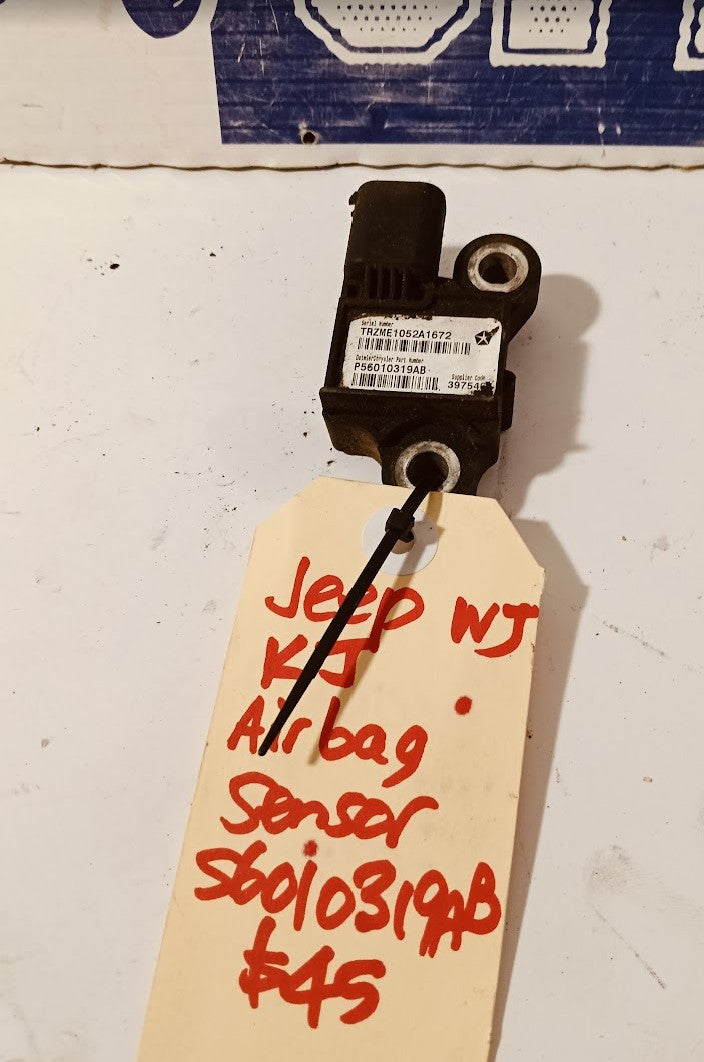 Serial Number
TRZME1052A1672
DaimlerChrysler Part Number
P56010319AB
Supplier Code
Jeep WJ
KJ
Airbag
Sensor
56010319AB
$45